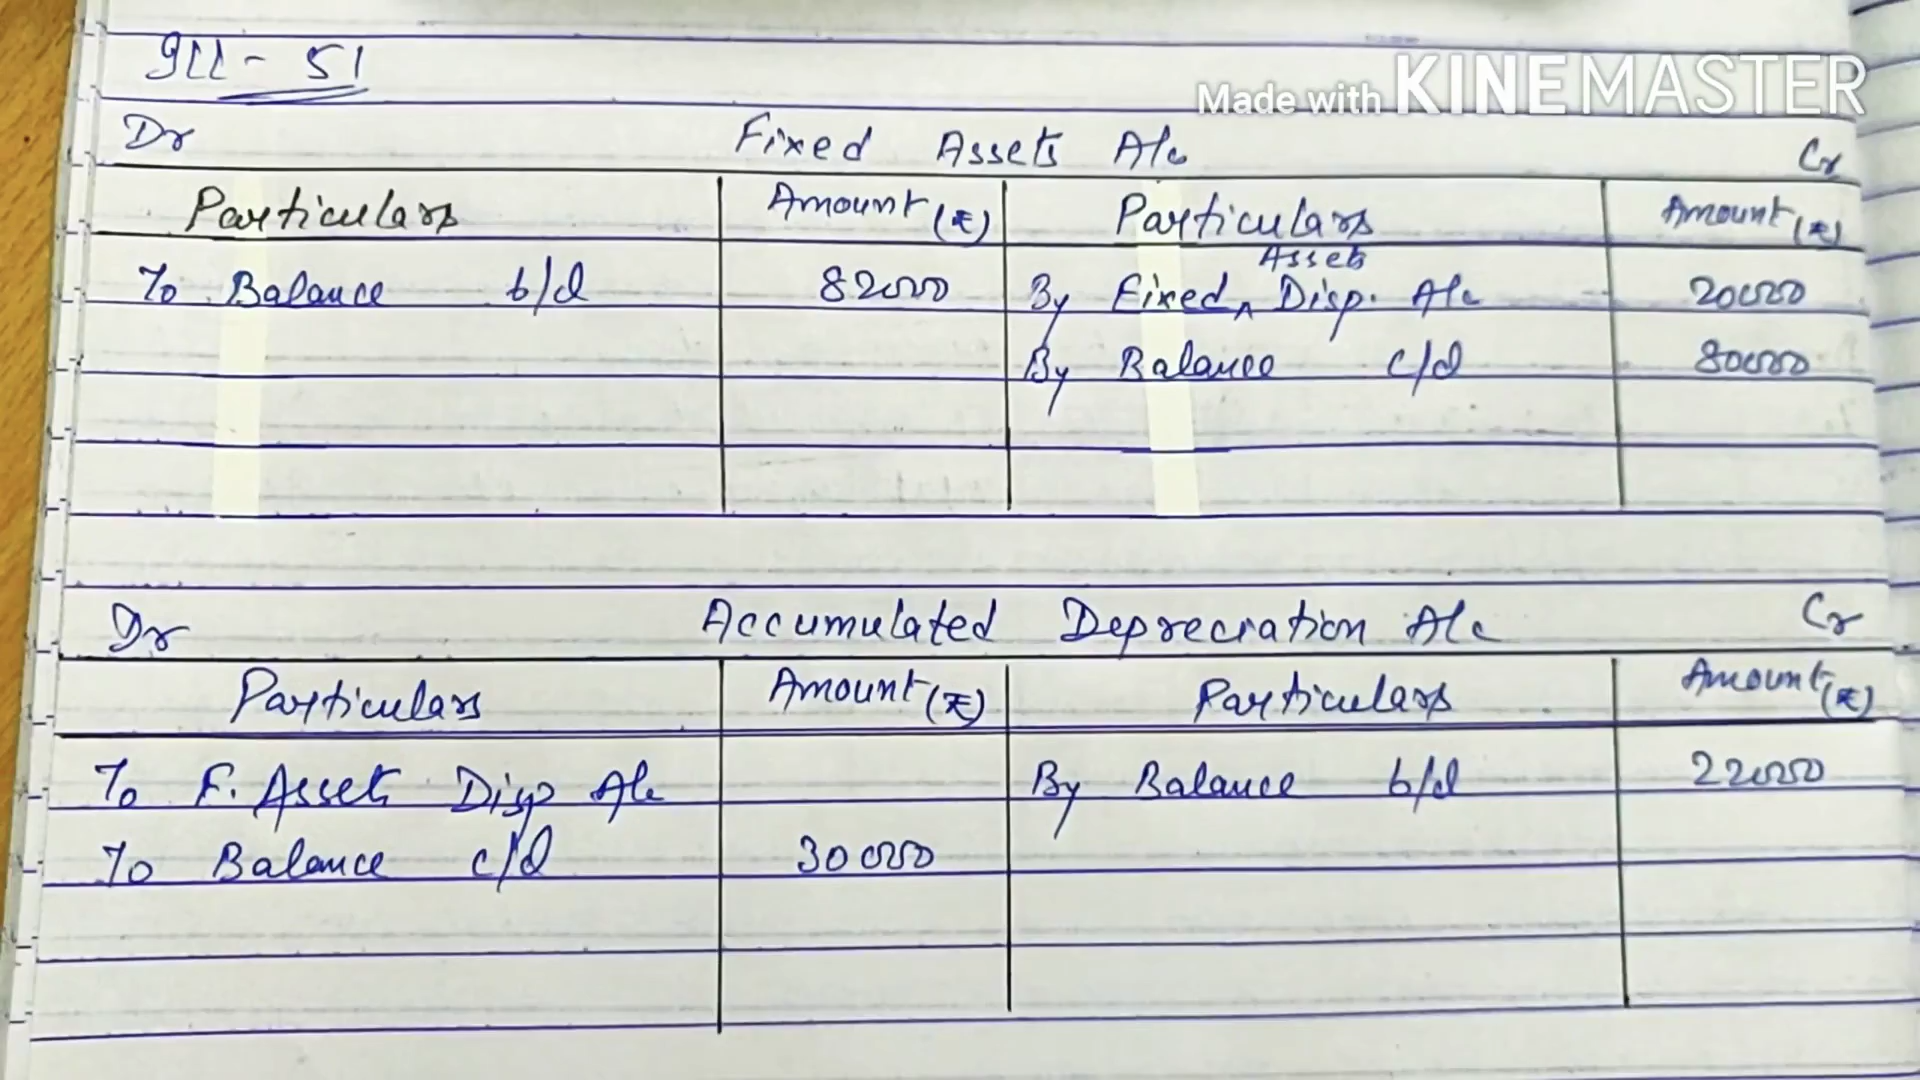 Ill - 51
Made with KINEMASTER
Dr Fixed Assets A/c Cr
Particulars Amount (₹) Particulars Amount (₹)
To Balance b/d 82000 By Fixed ^ Assets Disp. A/c 20000
By Balance c/d 80000
Dr Accumulated Depreciation A/c Cr
Particulars Amount (₹) Particulars Amount (₹)
To F. Assets Disp A/c By Balance b/d 22000
To Balance c/d 30000